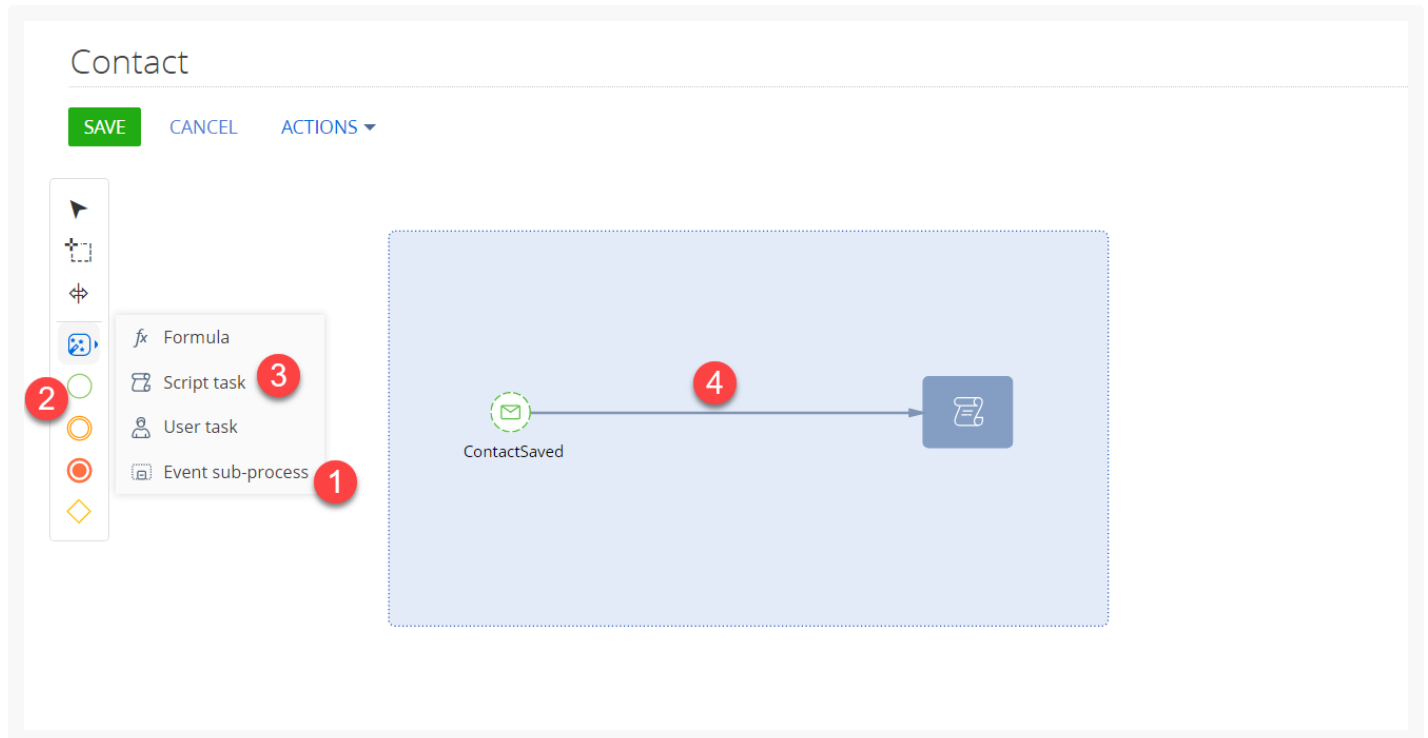 Contact
SAVE CANCEL ACTIONS
fx Formula
Script task 3
2
User task
Event sub-process 1
4
ContactSaved